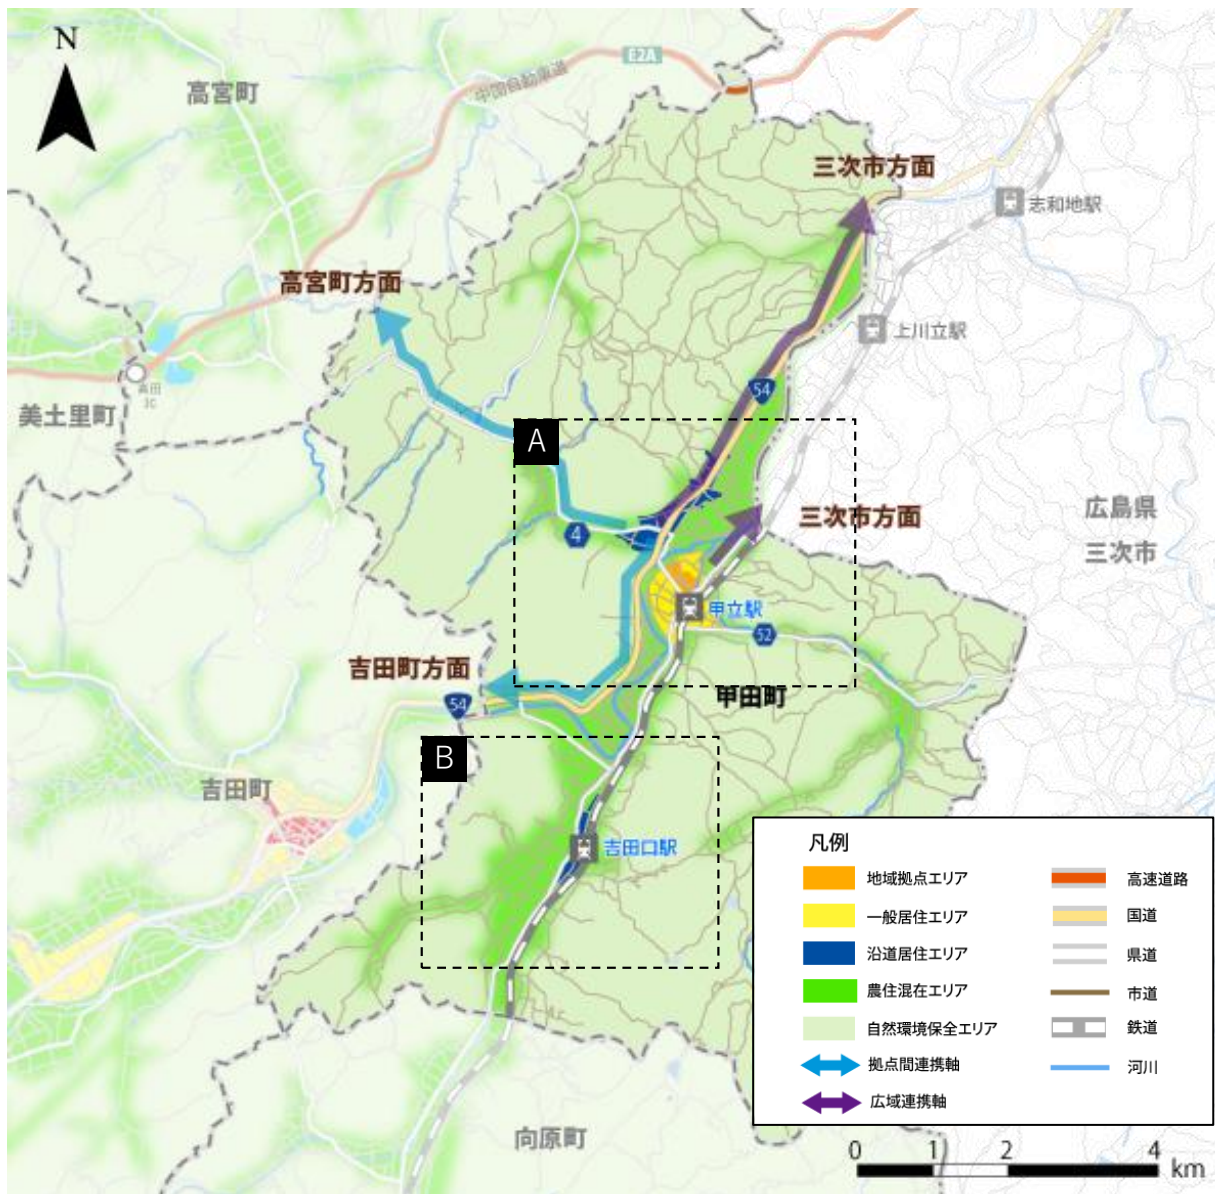 N
E2A
中国自動車道
高宮町
三次市方面
志和地駅
高宮町方面
上川立駅
高田
IC
美土里町
54
A
広島県
三次市
三次市方面
4
甲立駅
52
吉田町方面
54
甲田町
B
吉田町
吉田口駅
凡例
地域拠点エリア
高速道路
一般居住エリア
国道
沿道居住エリア
県道
農住混在エリア
市道
自然環境保全エリア
鉄道
拠点間連携軸
河川
広域連携軸
向原町
0 1 2 4
km